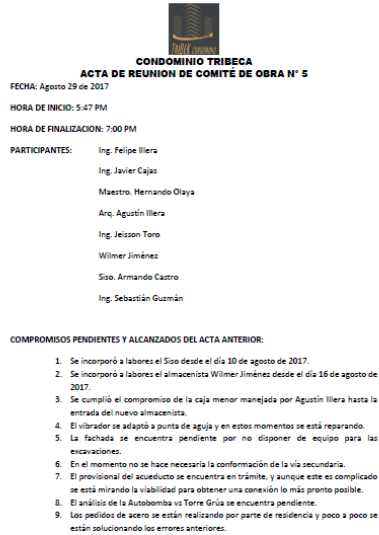 TRIBEK CONDOMINIO
CONDOMINIO TRIBECA
ACTA DE REUNION DE COMITÉ DE OBRA N° 5
FECHA: Agosto 29 de 2017
HORA DE INICIO: 5:47 PM
HORA DE FINALIZACION: 7:00 PM
PARTICIPANTES: Ing. Felipe Illera
Ing. Javier Cajas
Maestro. Hernando Olaya
Arq. Agustín Illera
Ing. Jeisson Toro
Wilmer Jiménez
Siso. Armando Castro
Ing. Sebastián Guzmán
COMPROMISOS PENDIENTES Y ALCANZADOS DEL ACTA ANTERIOR:
1. Se incorporó a labores el Siso desde el día 10 de agosto de 2017.
2. Se incorporó a labores el almacenista Wilmer Jiménez desde el día 16 de agosto de
2017.
3. Se cumplió el compromiso de la caja menor manejada por Agustín Illera hasta la
entrada del nuevo almacenista.
4. El vibrador se adaptó a punta de aguja y en estos momentos se está reparando.
5. La fachada se encuentra pendiente por no disponer de equipo para las
excavaciones.
6. En el momento no se hace necesaria la conformación de la vía secundaria.
7. El provisional del acueducto se encuentra en trámite, y aunque este es complicado
se está mirando la viabilidad para obtener una conexión lo más pronto posible.
8. El análisis de la Autobomba vs Torre Grúa se encuentra pendiente.
9. Los pedidos de acero se están realizando por parte de residencia y poco a poco se
están solucionando los errores anteriores.